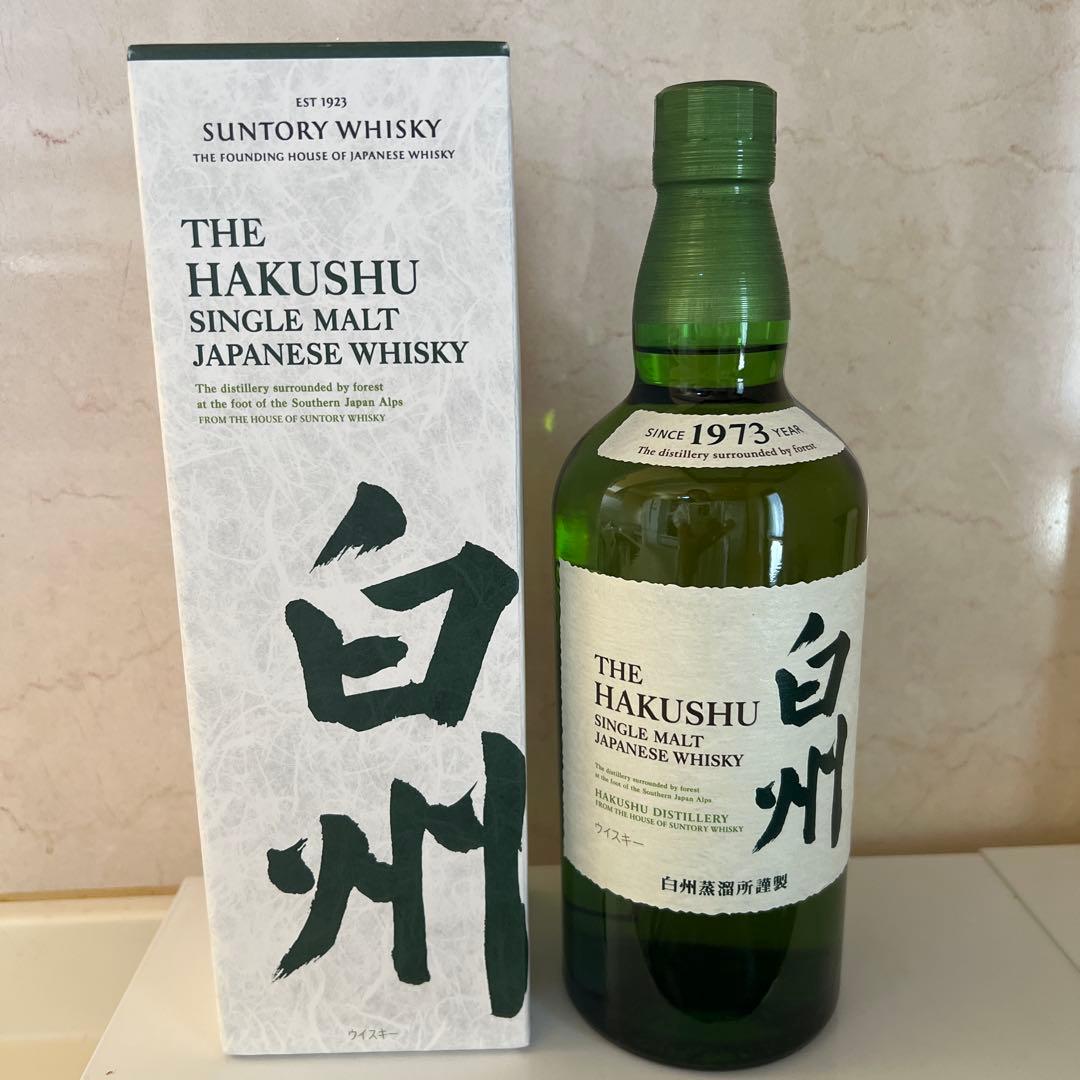 EST 1923
SUNTORY WHISKY
THE FOUNDING HOUSE OF JAPANESE WHISKY
THE
HAKUSHU
SINGLE MALT
JAPANESE WHISKY
The distillery surrounded by forest
at the foot of the Southern Japan Alps
FROM THE HOUSE OF SUNTORY WHISKY
白州
ウイスキー
SINCE 1973 YEAR
The distillery surrounded by forest
THE
HAKUSHU
SINGLE MALT
JAPANESE WHISKY
The distillery surrounded by forest
at the foot of the Southern Japan Alps
HAKUSHU DISTILLERY
FROM THE HOUSE OF SUNTORY WHISKY
ウイスキー
白州
白州蒸溜所謹製